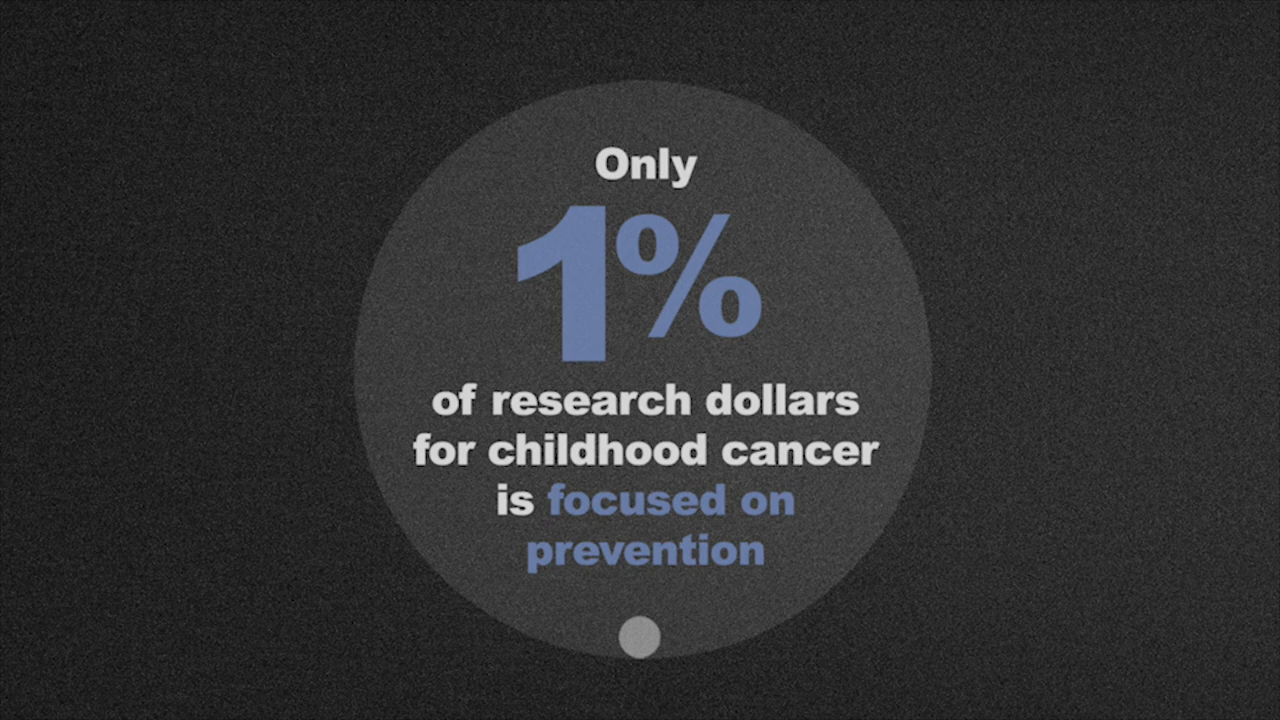 Only
1%
of research dollars
for childhood cancer
is focused on
prevention